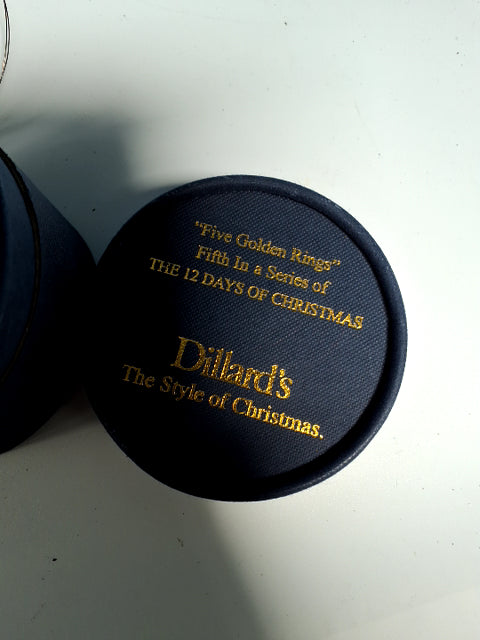 "Five Golden Rings"
Fifth In a Series of
THE 12 DAYS OF CHRISTMAS
Dillard's
The Style of Christmas.